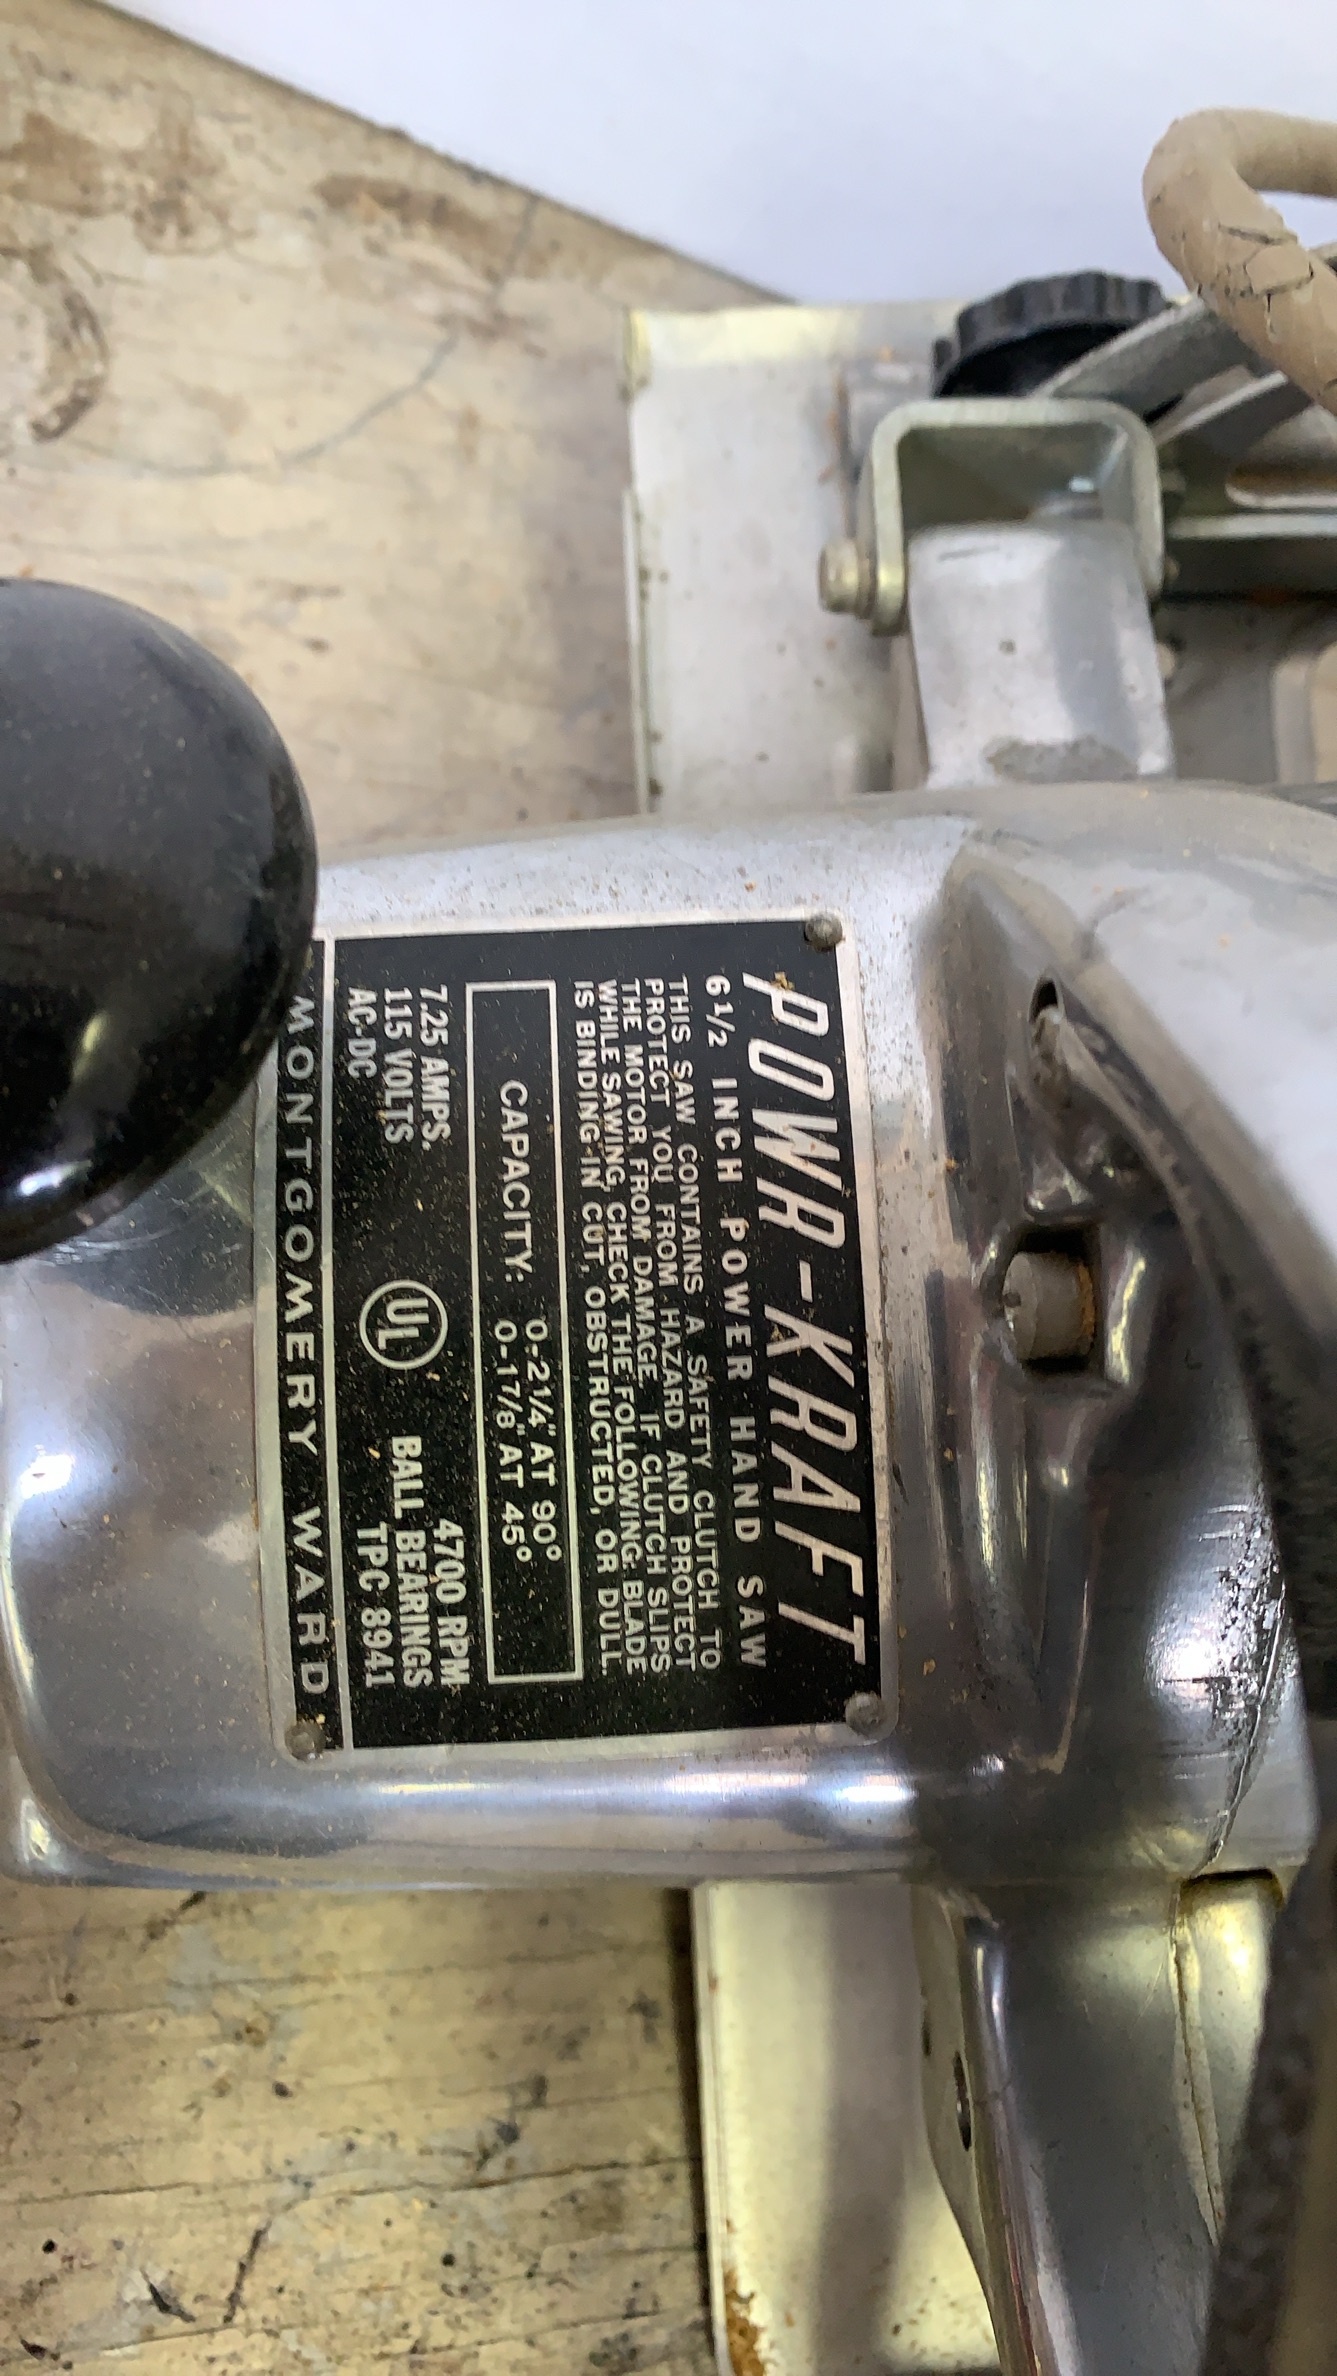 POWR-KRAFT
6 1/2 INCH POWER HAND SAW
THIS SAW CONTAINS A SAFETY CLUTCH TO
PROTECT YOU FROM HAZARD AND PROTECT
THE MOTOR FROM DAMAGE. IF CLUTCH SLIPS
WHILE SAWING, CHECK THE FOLLOWING: BLADE
IS BINDING IN CUT, OBSTRUCTED, OR DULL.
CAPACITY: 0-2 1/4" AT 90°
0-1 7/8" AT 45°
7.25 AMPS. 4700 RPM
115 VOLTS BALL BEARINGS
AC-DC TPC 8941
UL
MONTGOMERY WARD